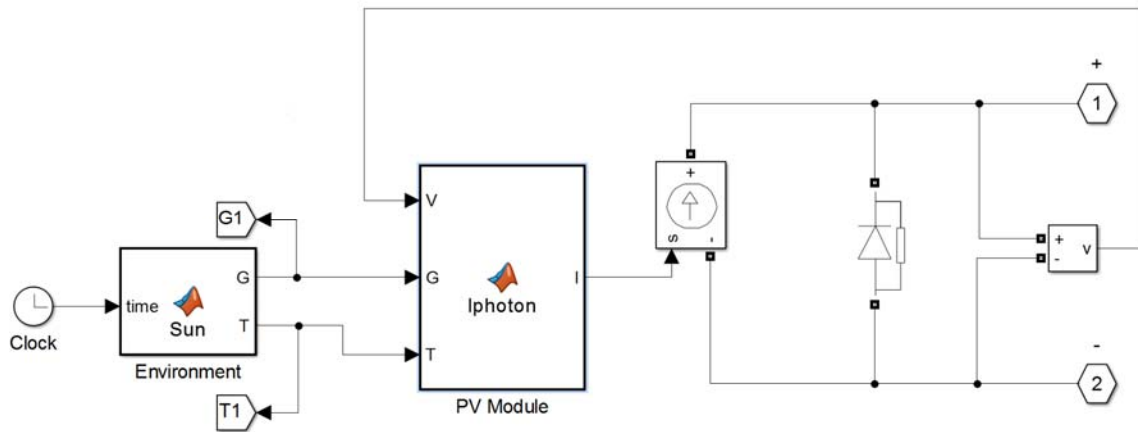 +
1
V
+
G1
s
-
G
G
I
+
v
-
time
Sun
Iphoton
T
T
Clock
Environment
-
2
T1
PV Module